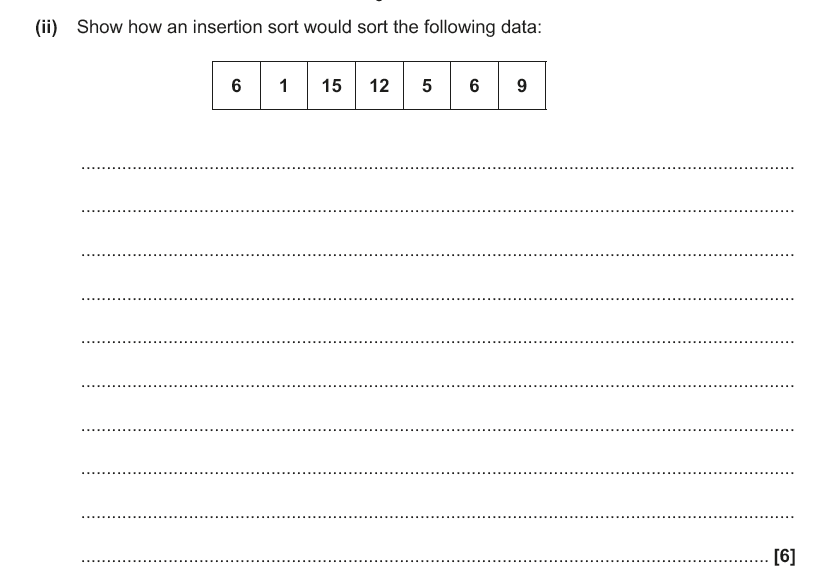 (ii) Show how an insertion sort would sort the following data:
6 1 15 12 5 6 9
[6]